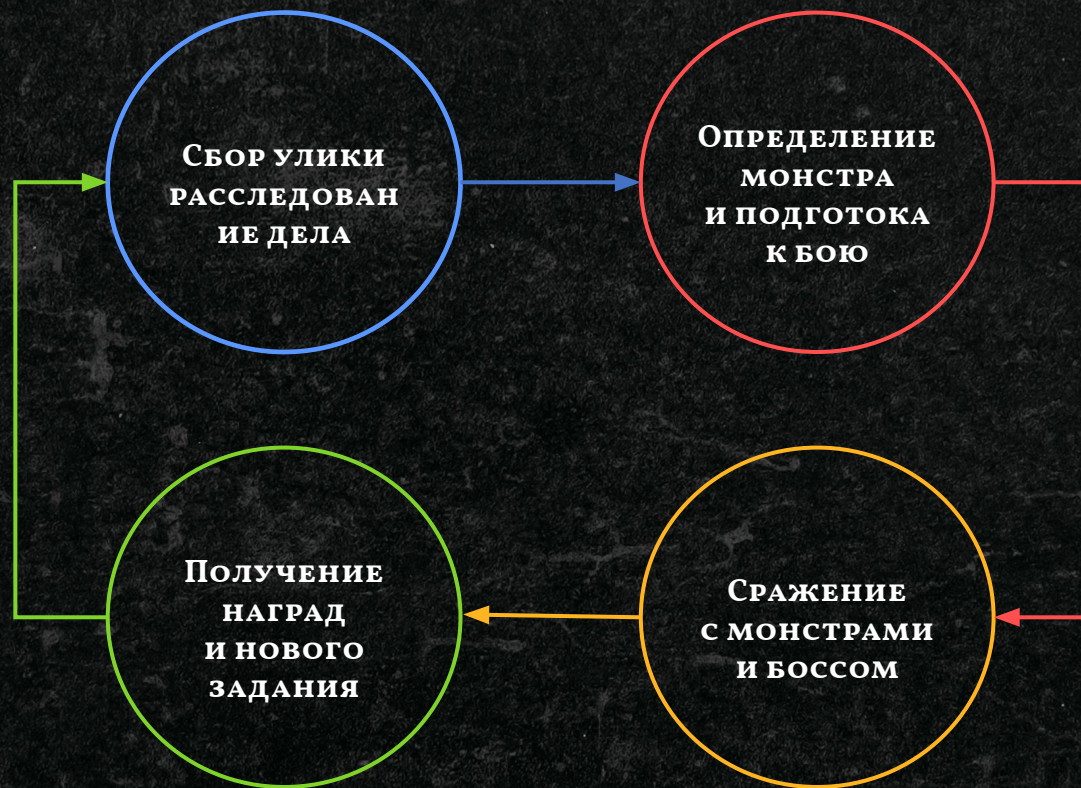 Сбор улики
расследован
ие дела
Определение
монстра
и подготока
к бою
Получение
наград
и нового
задания
Сражение
с монстрами
и боссом